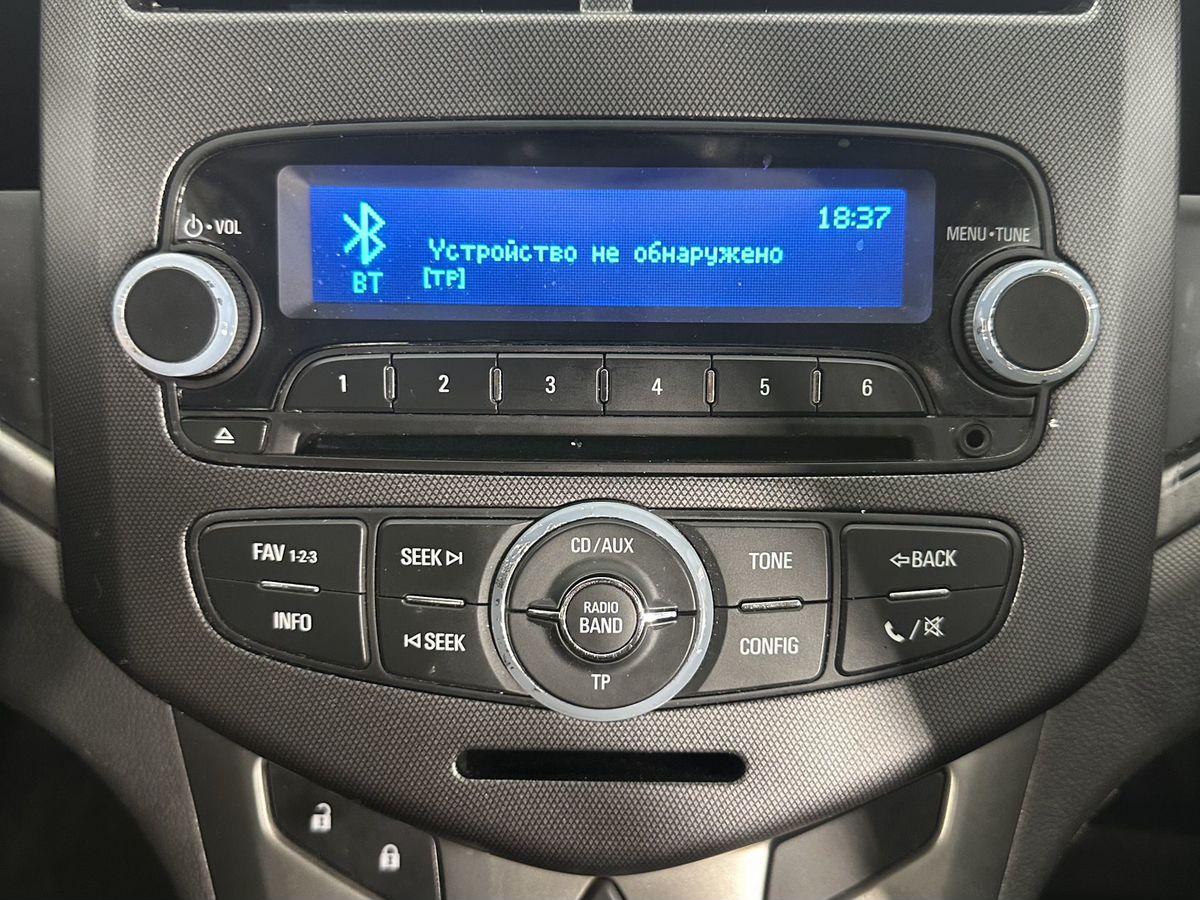 VOL
18:37
MENU•TUNE
Устройство не обнаружено
[TP]
BT
1 2 3 4 5 6
CD/AUX
FAV 1-2-3
SEEK
TONE
BACK
RADIO
BAND
INFO
SEEK
CONFIG
TP